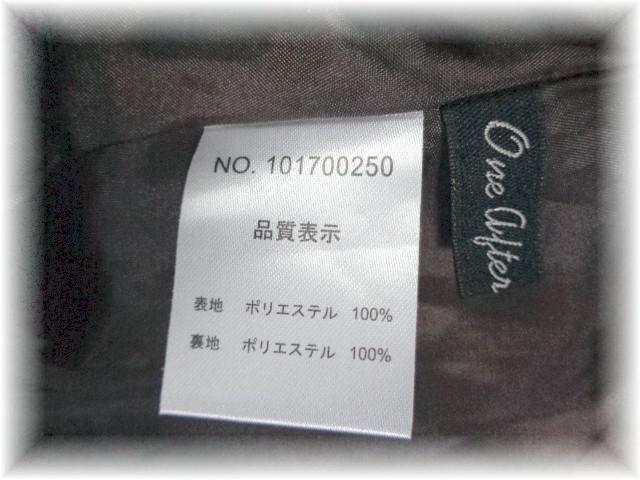 NO. 101700250
品質表示
表地 ポリエステル 100%
裏地 ポリエステル 100%
One After